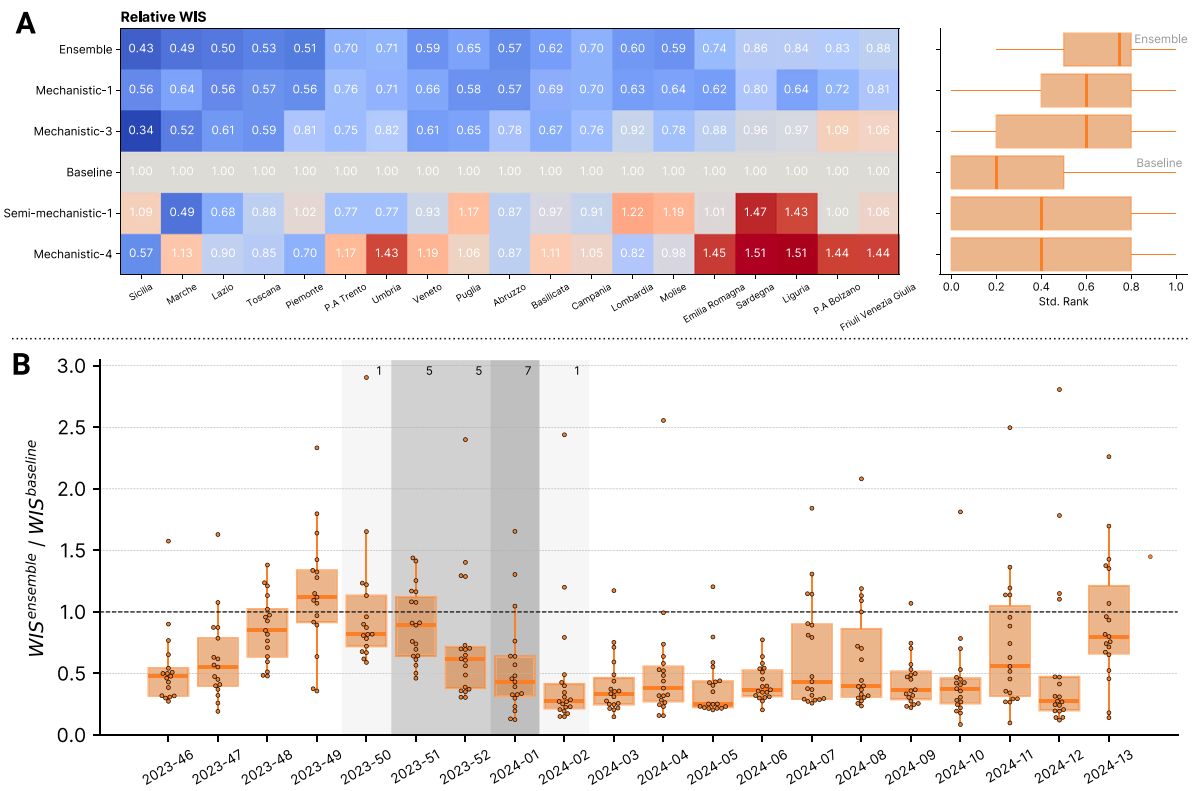 A
Relative WIS
Ensemble 0.43 0.49 0.50 0.53 0.51 0.70 0.71 0.59 0.65 0.57 0.62 0.70 0.60 0.59 0.74 0.86 0.84 0.83 0.88
Mechanistic-1 0.56 0.64 0.56 0.57 0.56 0.76 0.71 0.66 0.58 0.57 0.69 0.70 0.63 0.64 0.62 0.80 0.64 0.72 0.81
Mechanistic-3 0.34 0.52 0.61 0.59 0.81 0.75 0.82 0.61 0.65 0.78 0.67 0.76 0.92 0.78 0.88 0.96 0.97 1.09 1.06
Baseline 1.00 1.00 1.00 1.00 1.00 1.00 1.00 1.00 1.00 1.00 1.00 1.00 1.00 1.00 1.00 1.00 1.00 1.00 1.00
Semi-mechanistic-1 1.09 0.49 0.68 0.88 1.02 0.77 0.77 0.93 1.17 0.87 0.97 0.91 1.22 1.19 1.01 1.47 1.43 1.00 1.06
Mechanistic-4 0.57 1.13 0.90 0.85 0.70 1.17 1.43 1.19 1.06 0.87 1.11 1.05 0.82 0.98 1.45 1.51 1.51 1.44 1.44
Sicilia Marche Lazio Toscana Piemonte P.A Trento Umbria Veneto Puglia Abruzzo Basilicata Campania Lombardia Molise Emilia Romagna Sardegna Liguria P.A Bolzano Friuli Venezia Giulia
Ensemble
Baseline
0.0 0.2 0.4 0.6 0.8 1.0
Std. Rank
B
WIS^ensemble / WIS^baseline
3.0
2.5
2.0
1.5
1.0
0.5
0.0
1 5 5 7 1
2023-46 2023-47 2023-48 2023-49 2023-50 2023-51 2023-52 2024-01 2024-02 2024-03 2024-04 2024-05 2024-06 2024-07 2024-08 2024-09 2024-10 2024-11 2024-12 2024-13